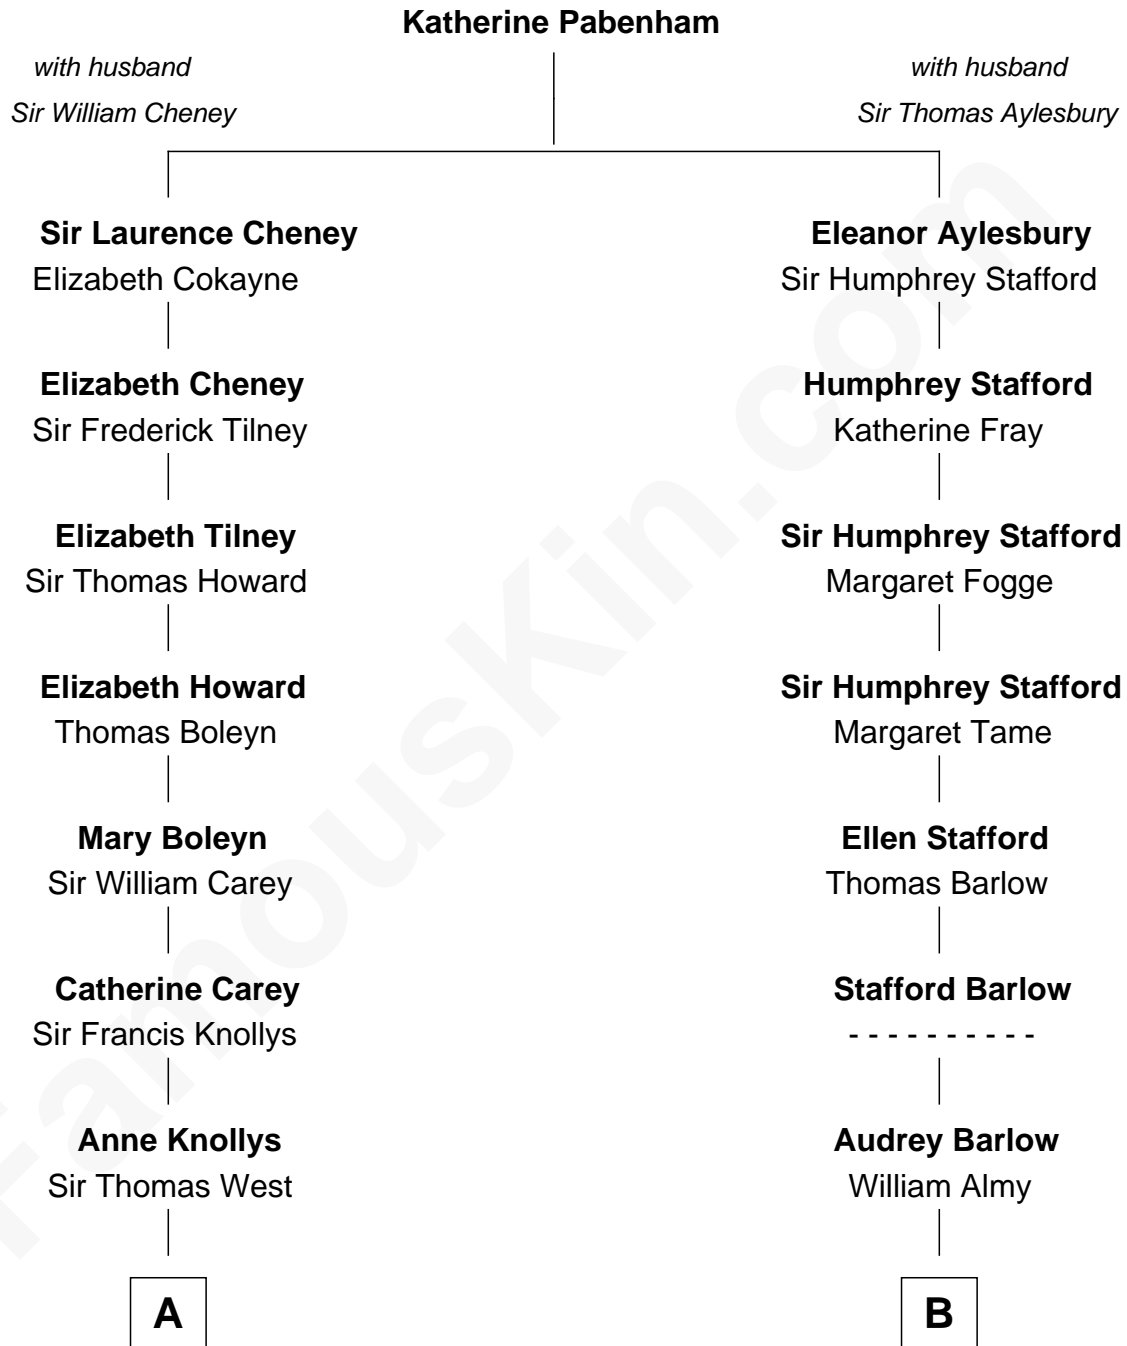 Katherine Pabenham
with husband
Sir William Cheney
with husband
Sir Thomas Aylesbury
Sir Laurence Cheney
Elizabeth Cokayne
Eleanor Aylesbury
Sir Humphrey Stafford
Elizabeth Cheney
Sir Frederick Tilney
Humphrey Stafford
Katherine Fray
Elizabeth Tilney
Sir Thomas Howard
Sir Humphrey Stafford
Margaret Fogge
Elizabeth Howard
Thomas Boleyn
Sir Humphrey Stafford
Margaret Tame
Mary Boleyn
Sir William Carey
Ellen Stafford
Thomas Barlow
Catherine Carey
Sir Francis Knollys
Stafford Barlow
- - - - - - - - - -
Anne Knollys
Sir Thomas West
Audrey Barlow
William Almy
A
B
FamousKin.com